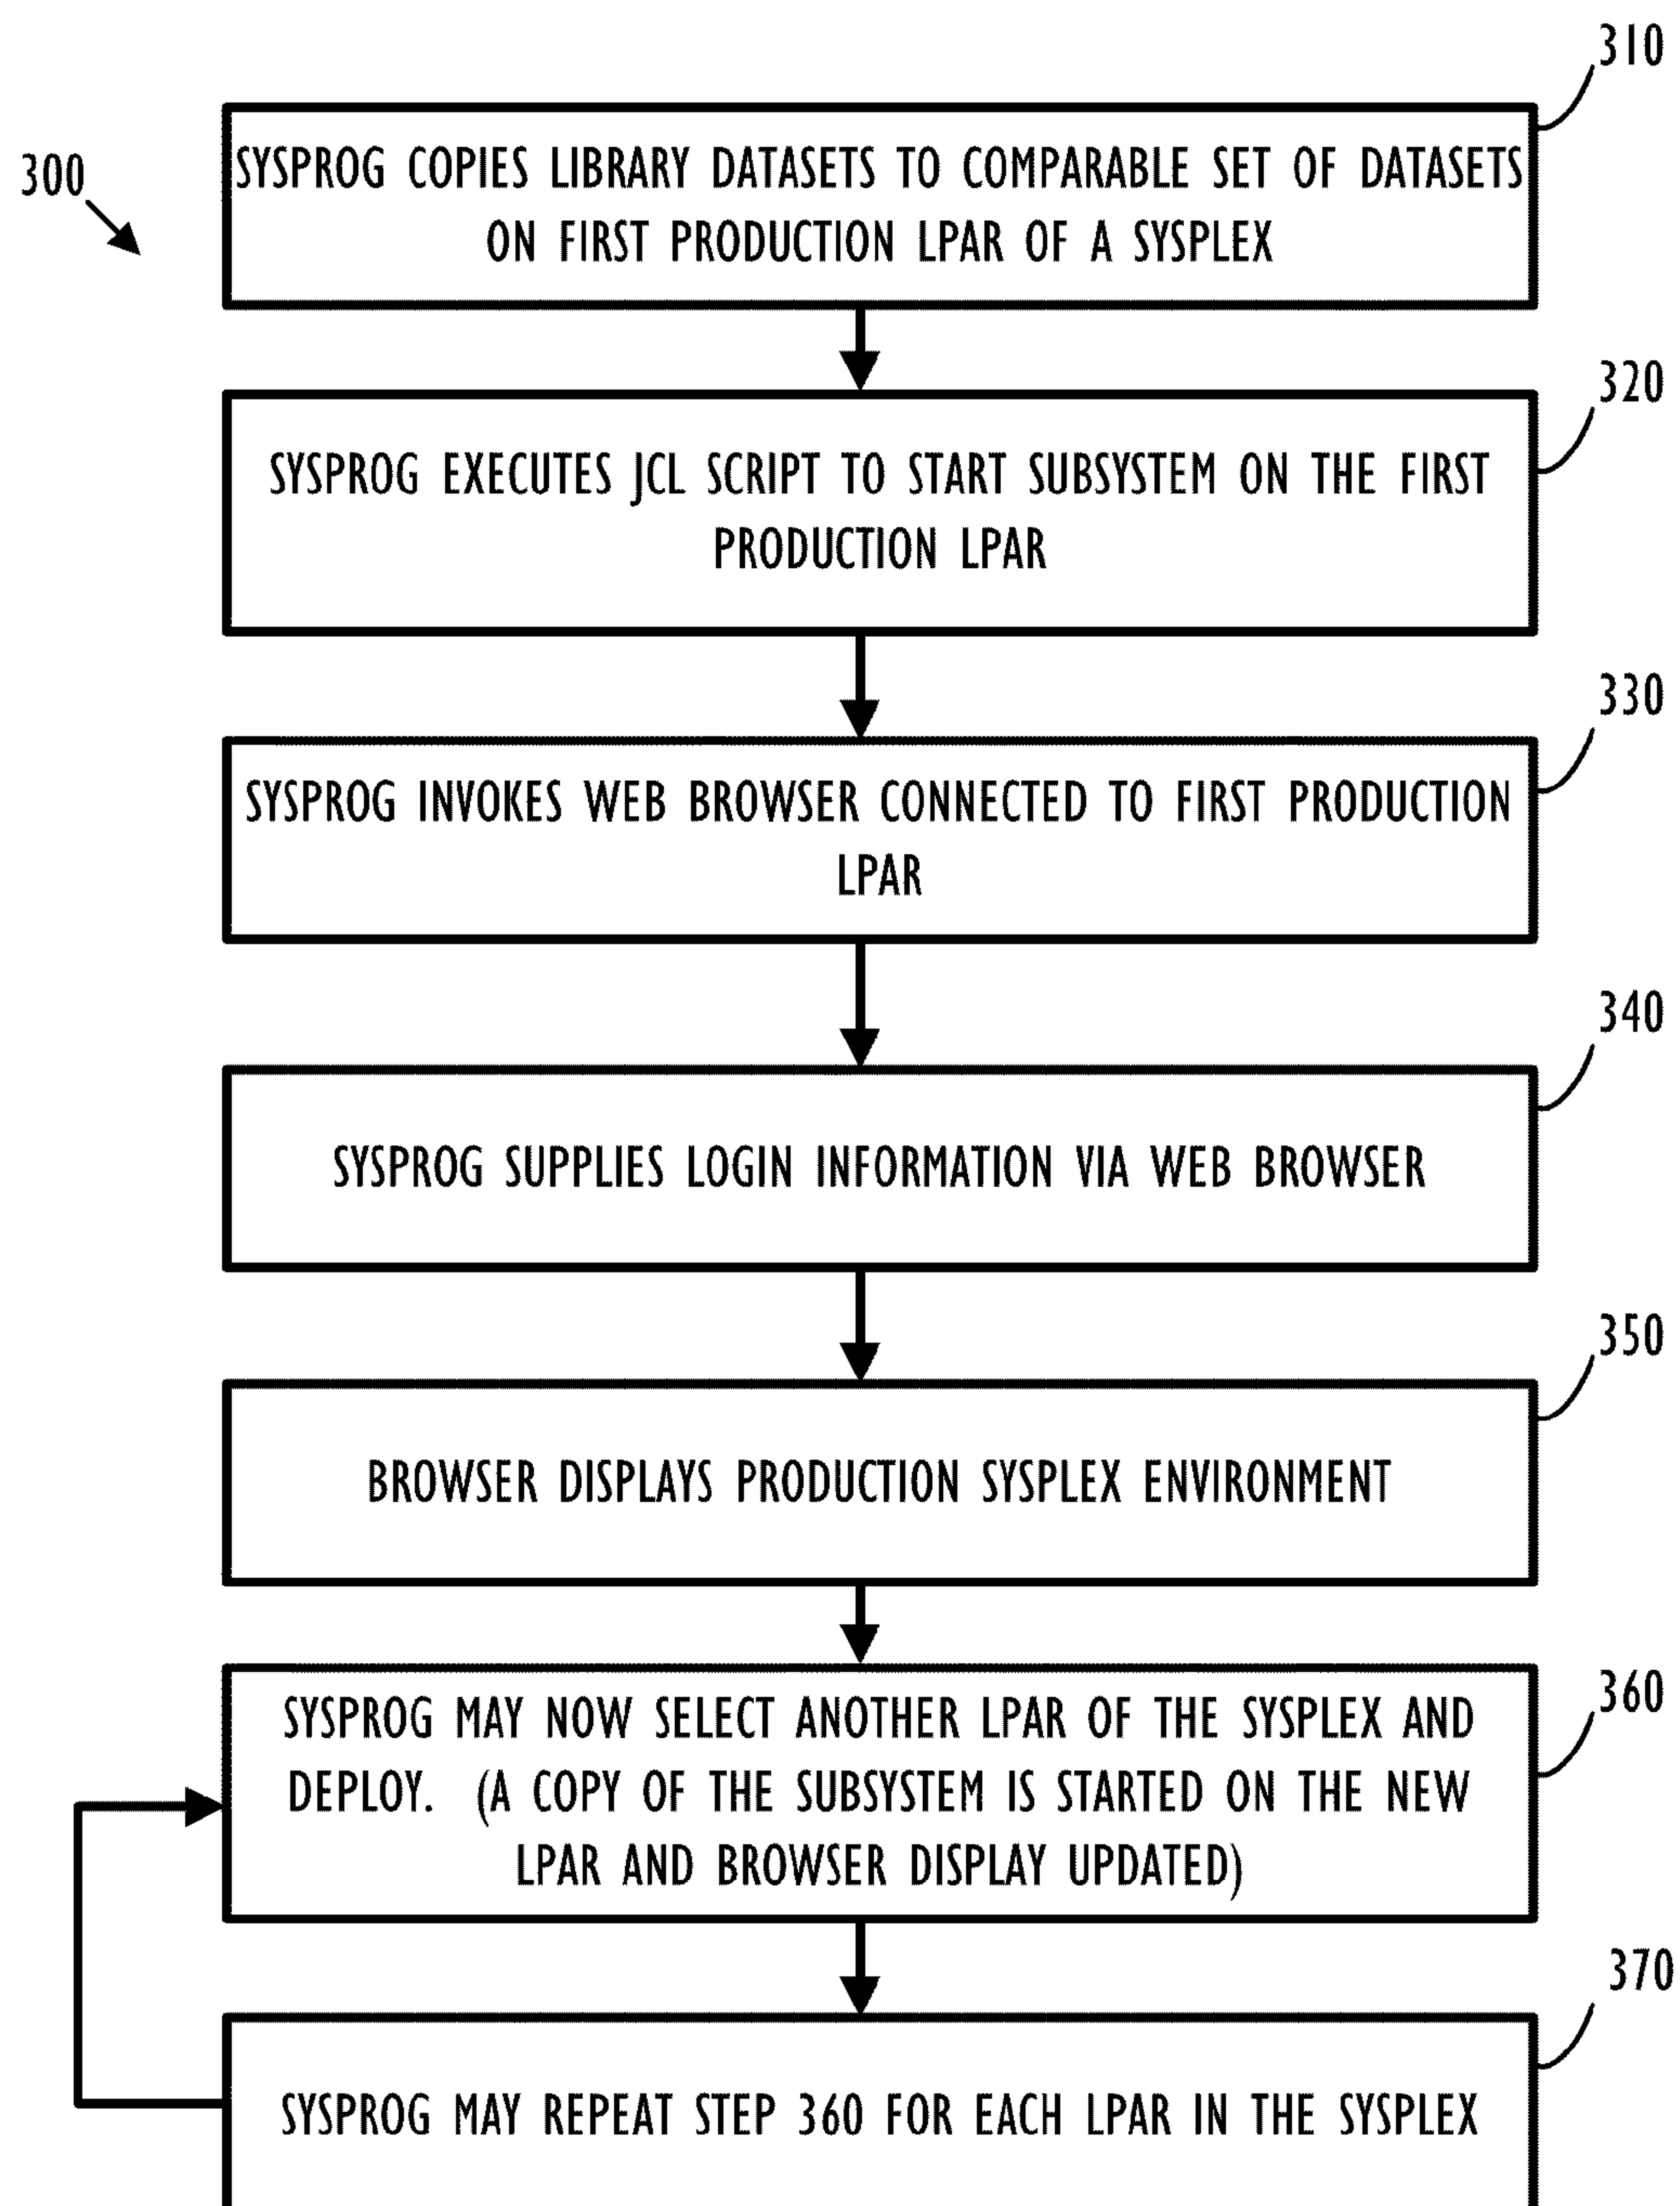 310
300
SYSPROG COPIES LIBRARY DATASETS TO COMPARABLE SET OF DATASETS
ON FIRST PRODUCTION LPAR OF A SYSPLEX
320
SYSPROG EXECUTES JCL SCRIPT TO START SUBSYSTEM ON THE FIRST
PRODUCTION LPAR
330
SYSPROG INVOKES WEB BROWSER CONNECTED TO FIRST PRODUCTION
LPAR
340
SYSPROG SUPPLIES LOGIN INFORMATION VIA WEB BROWSER
350
BROWSER DISPLAYS PRODUCTION SYSPLEX ENVIRONMENT
360
SYSPROG MAY NOW SELECT ANOTHER LPAR OF THE SYSPLEX AND
DEPLOY. (A COPY OF THE SUBSYSTEM IS STARTED ON THE NEW
LPAR AND BROWSER DISPLAY UPDATED)
370
SYSPROG MAY REPEAT STEP 360 FOR EACH LPAR IN THE SYSPLEX